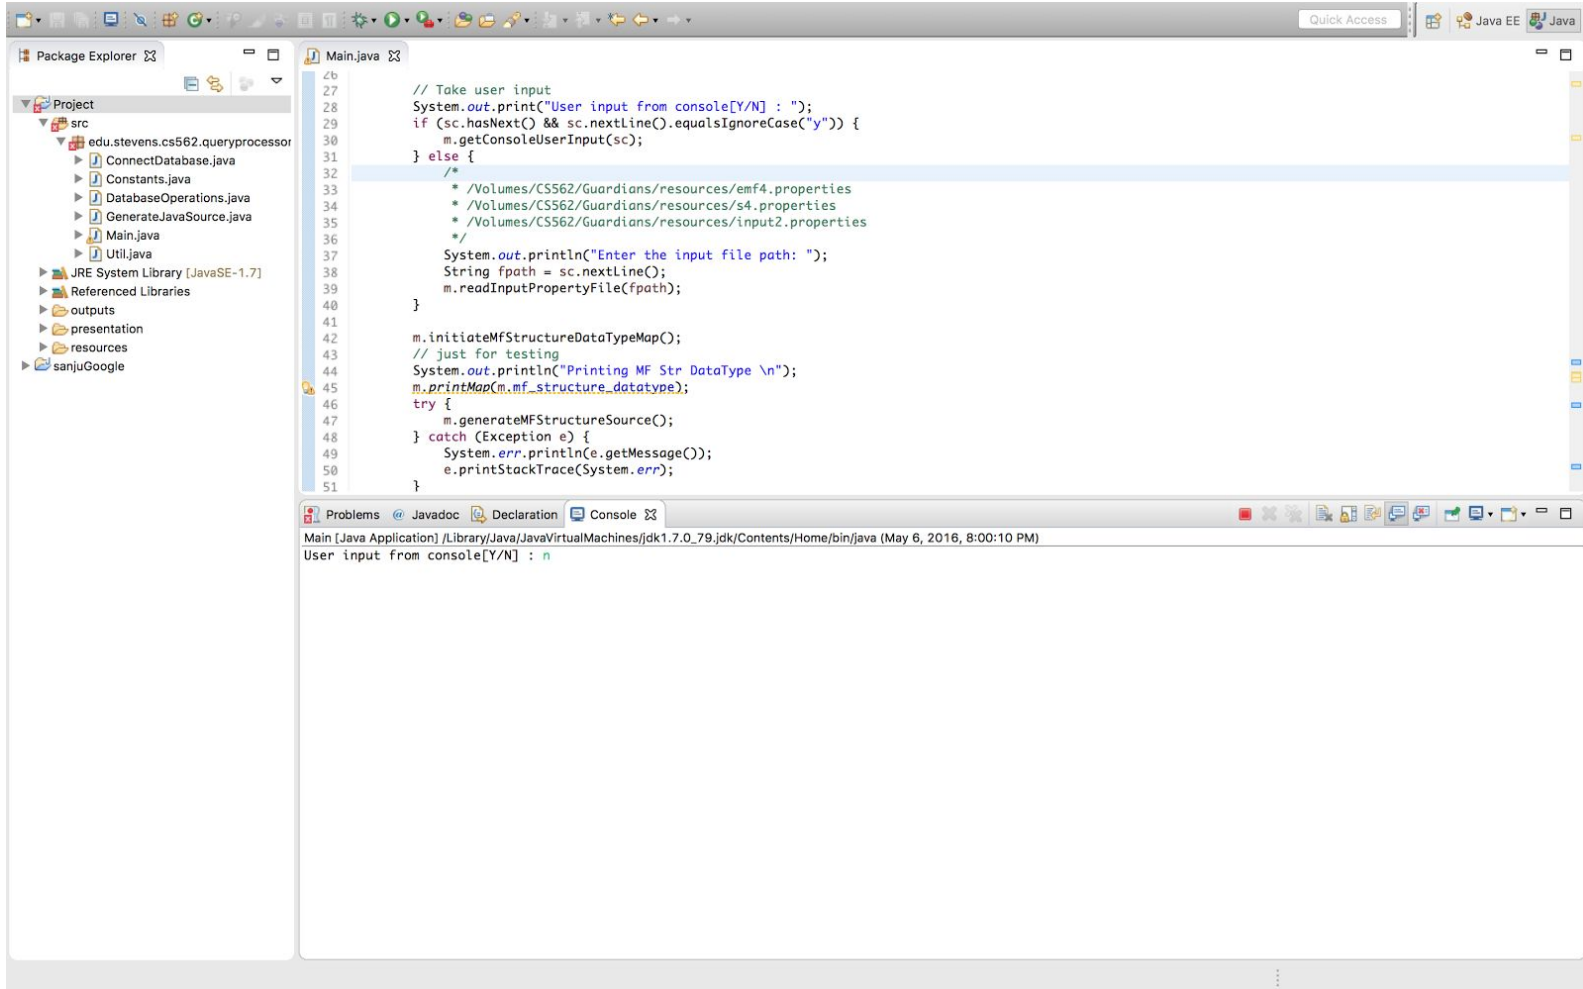 Quick Access
Java EE
Java
Package Explorer
Project
src
edu.stevens.cs562.queryprocessor
ConnectDatabase.java
Constants.java
DatabaseOperations.java
GenerateJavaSource.java
Main.java
Util.java
JRE System Library [JavaSE-1.7]
Referenced Libraries
outputs
presentation
resources
sanjuGoogle
Main.java
26
27 // Take user input
28 System.out.print("User input from console[Y/N] : ");
29 if (sc.hasNext() && sc.nextLine().equalsIgnoreCase("y")) {
30 m.getConsoleUserInput(sc);
31 } else {
32 /*
33 * /Volumes/CS562/Guardians/resources/emf4.properties
34 * /Volumes/CS562/Guardians/resources/s4.properties
35 * /Volumes/CS562/Guardians/resources/input2.properties
36 */
37 System.out.println("Enter the input file path: ");
38 String fpath = sc.nextLine();
39 m.readInputPropertyFile(fpath);
40 }
41
42 m.initiateMfStructureDataTypeMap();
43 // just for testing
44 System.out.println("Printing MF Str DataType \n");
45 m.printMap(m.mf_structure_datatype);
46 try {
47 m.generateMFStructureSource();
48 } catch (Exception e) {
49 System.err.println(e.getMessage());
50 e.printStackTrace(System.err);
51 }
Problems @ Javadoc Declaration Console
Main [Java Application] /Library/Java/JavaVirtualMachines/jdk1.7.0_79.jdk/Contents/Home/bin/java (May 6, 2016, 8:00:10 PM)
User input from console[Y/N] : n